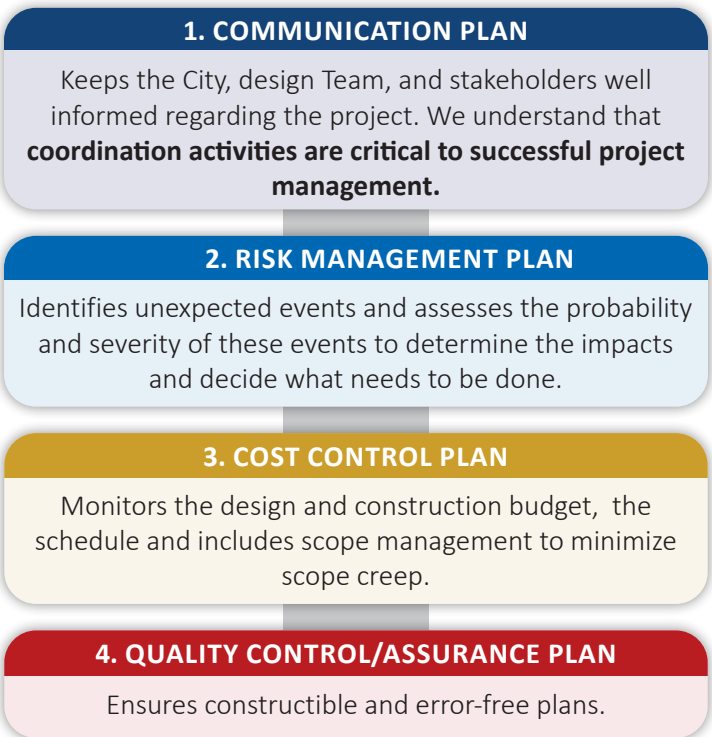 1. COMMUNICATION PLAN
Keeps the City, design Team, and stakeholders well
informed regarding the project. We understand that
coordination activities are critical to successful project
management.
2. RISK MANAGEMENT PLAN
Identifies unexpected events and assesses the probability
and severity of these events to determine the impacts
and decide what needs to be done.
3. COST CONTROL PLAN
Monitors the design and construction budget,  the
schedule and includes scope management to minimize
scope creep.
4. QUALITY CONTROL/ASSURANCE PLAN
Ensures constructible and error-free plans.